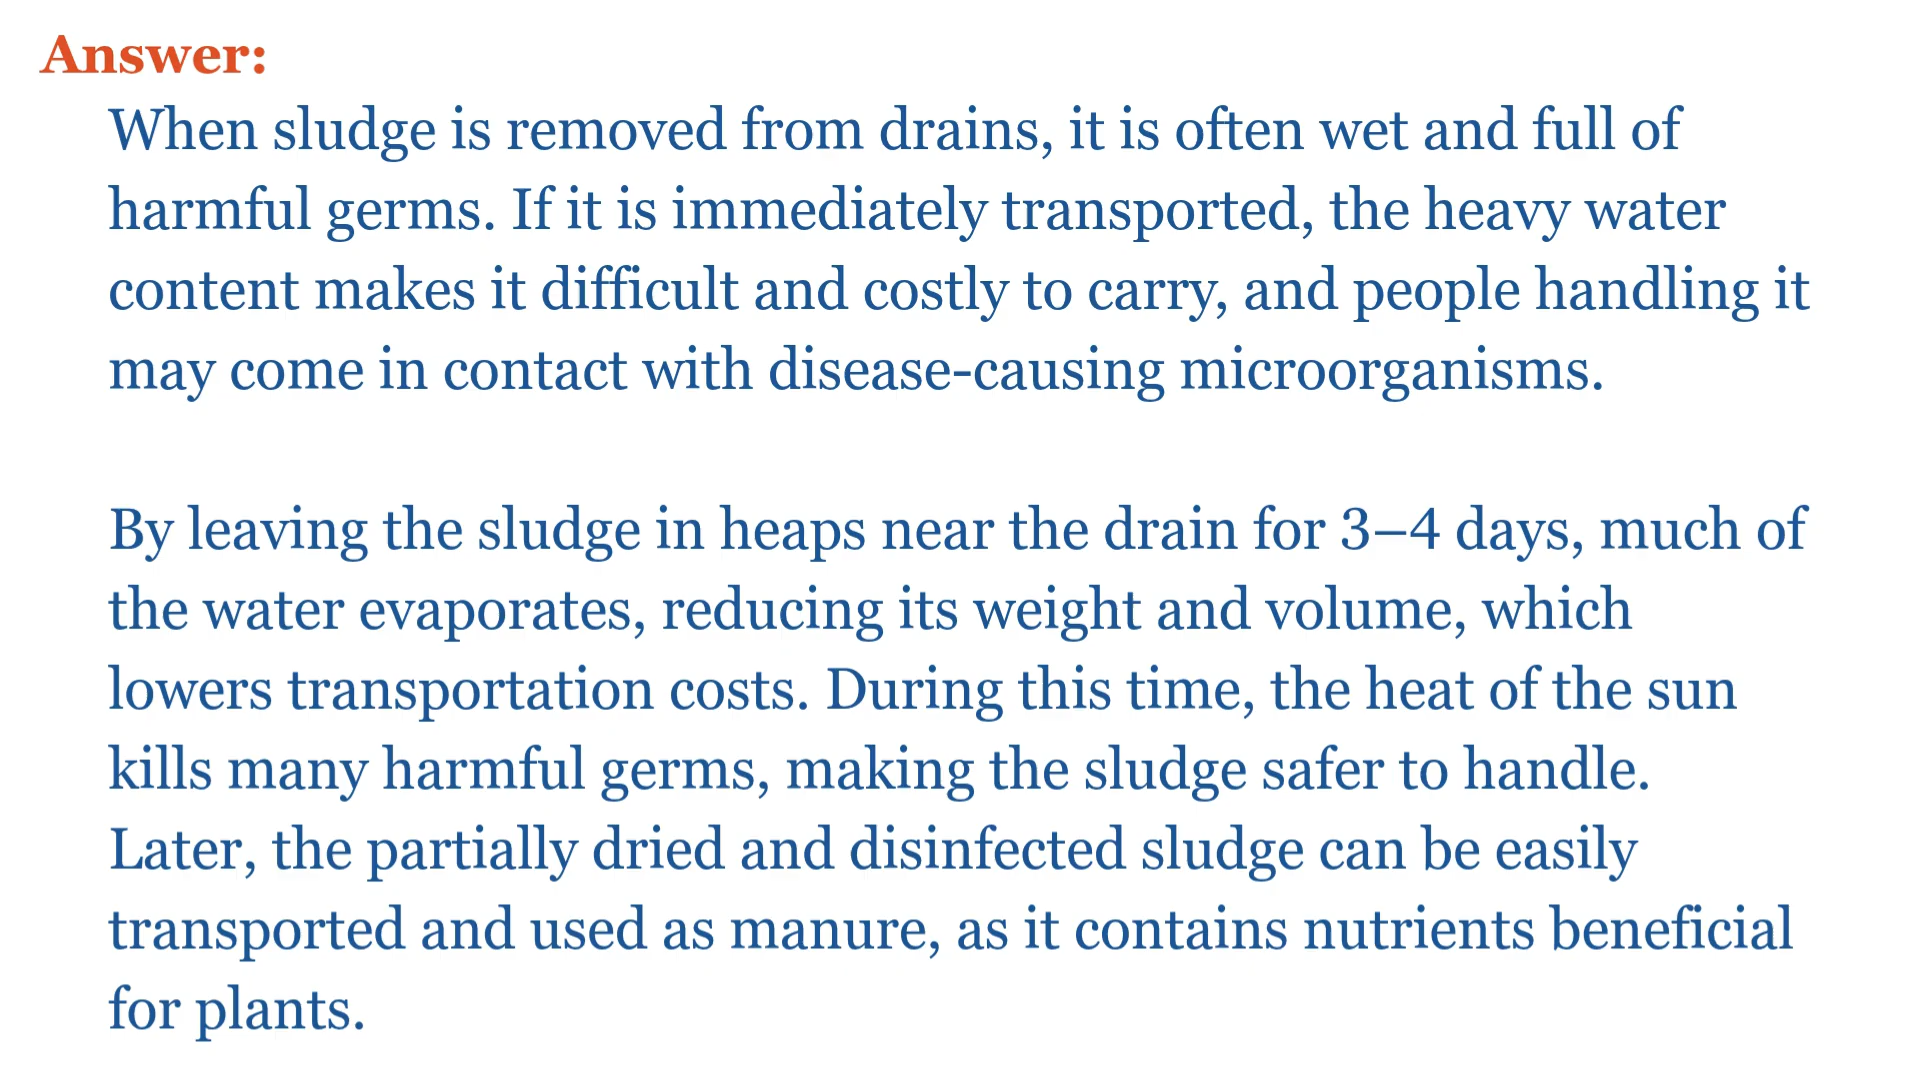 Answer:
When sludge is removed from drains, it is often wet and full of
harmful germs. If it is immediately transported, the heavy water
content makes it difficult and costly to carry, and people handling it
may come in contact with disease-causing microorganisms.
By leaving the sludge in heaps near the drain for 3–4 days, much of
the water evaporates, reducing its weight and volume, which
lowers transportation costs. During this time, the heat of the sun
kills many harmful germs, making the sludge safer to handle.
Later, the partially dried and disinfected sludge can be easily
transported and used as manure, as it contains nutrients beneficial
for plants.